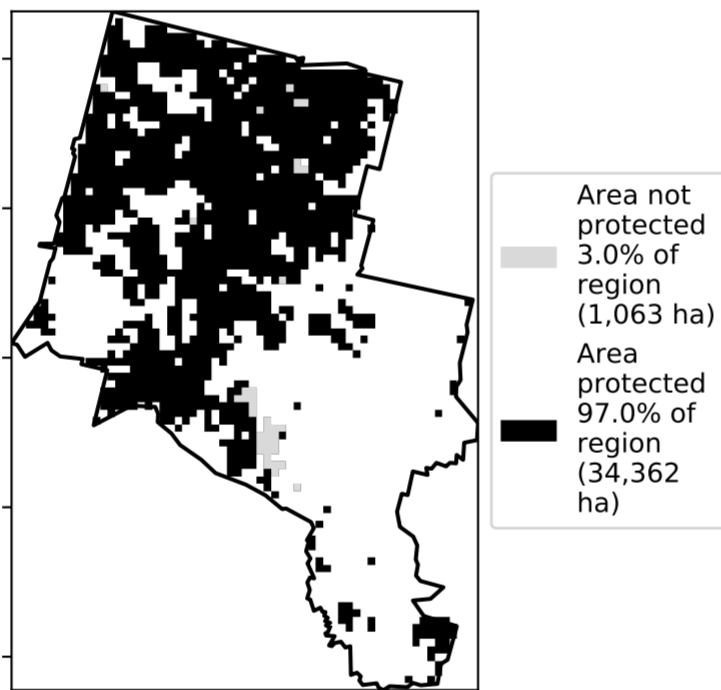 Area not
protected
3.0% of
region
(1,063 ha)
Area
protected
97.0% of
region
(34,362
ha)